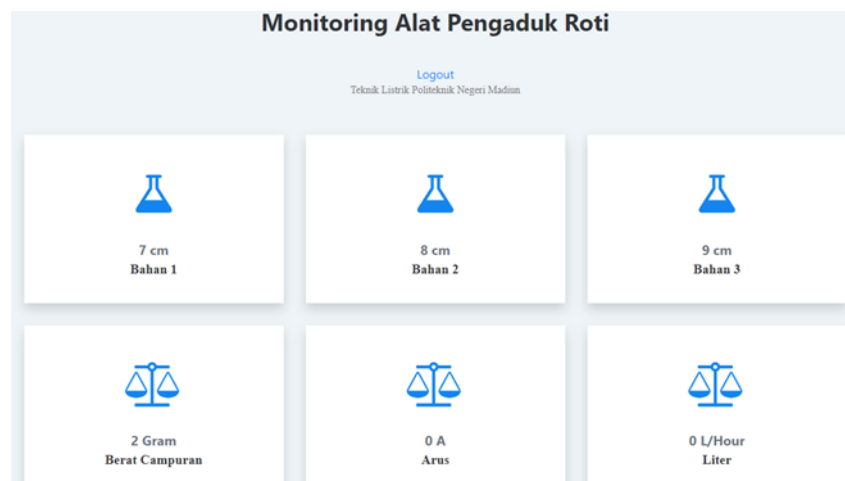 Monitoring Alat Pengaduk Roti
Logout
Teknik Listrik Politeknik Negeri Madiun
7 cm
Bahan 1
8 cm
Bahan 2
9 cm
Bahan 3
2 Gram
Berat Campuran
0 A
Arus
0 L/Hour
Liter